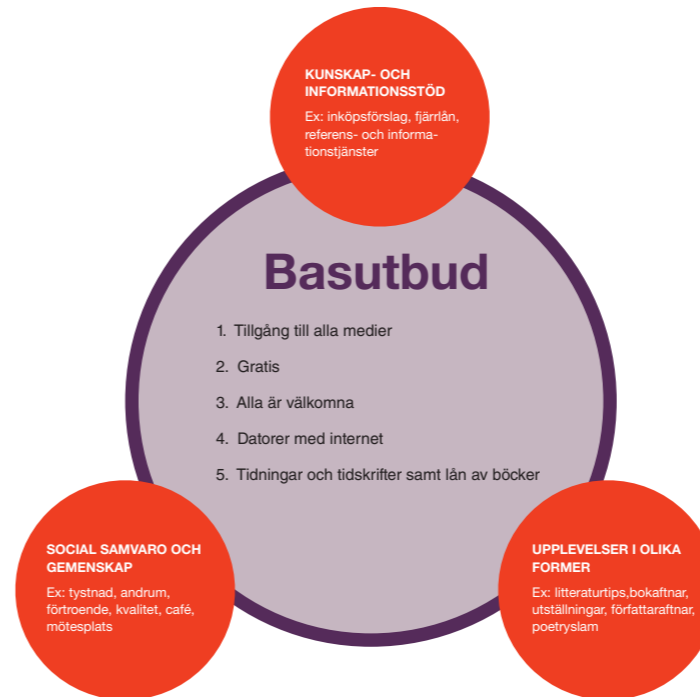 KUNSKAP- OCH
INFORMATIONSSTÖD
Ex: inköpsförslag, fjärrlån,
referens- och informa-
tionstjänster
Basutbud
1. Tillgång till alla medier
2. Gratis
3. Alla är välkomna
4. Datorer med internet
5. Tidningar och tidskrifter samt lån av böcker
SOCIAL SAMVARO OCH
GEMENSKAP
Ex: tystnad, andrum,
förtroende, kvalitet, café,
mötesplats
UPPLEVELSER I OLIKA
FORMER
Ex: litteraturtips,bokaftnar,
utställningar, författaraftnar,
poetryslam